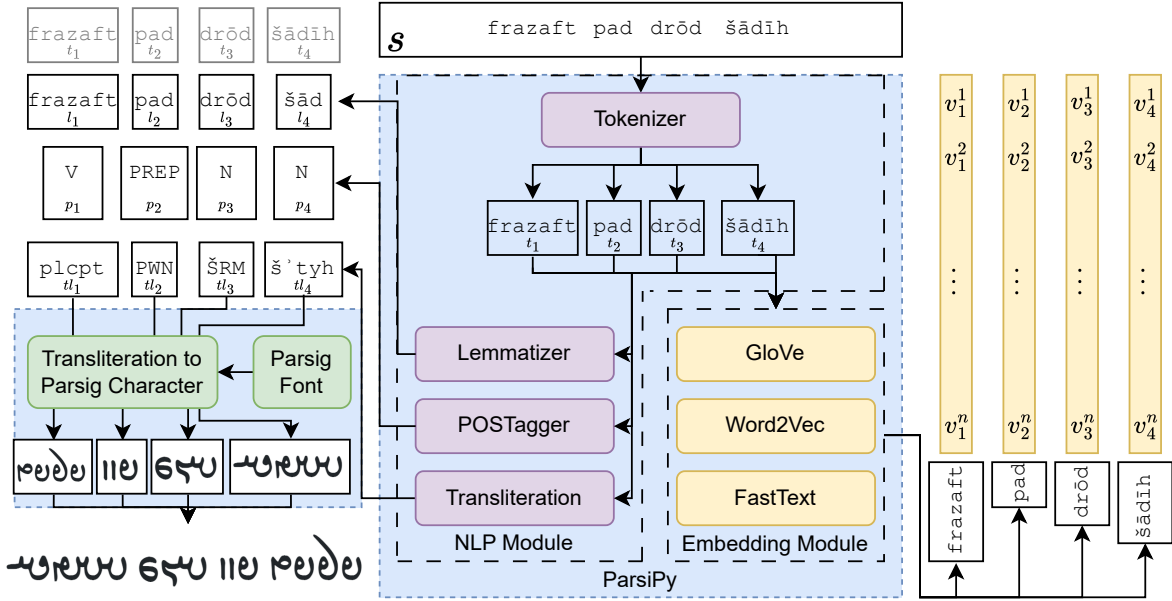 s frazaft pad drōd šādīh
frazaft pad drōd šādīh
t1 t2 t3 t4
frazaft pad drōd šād
l1 l2 l3 l4
V PREP N N
p1 p2 p3 p4
plcpt PWN ŠRM šʾtyh
tl1 tl2 tl3 tl4
Transliteration to
Parsig Character
Parsig
Font
Tokenizer
frazaft pad drōd šādīh
t1 t2 t3 t4
Lemmatizer
POSTagger
Transliteration
NLP Module
GloVe
Word2Vec
FastText
Embedding Module
ParsiPy
v₁¹ v₂¹ v₃¹ v₄¹
v₁² v₂² v₃² v₄²
⋮ ⋮ ⋮ ⋮
v₁ⁿ v₂ⁿ v₃ⁿ v₄ⁿ
frazaft pad drōd šādīh